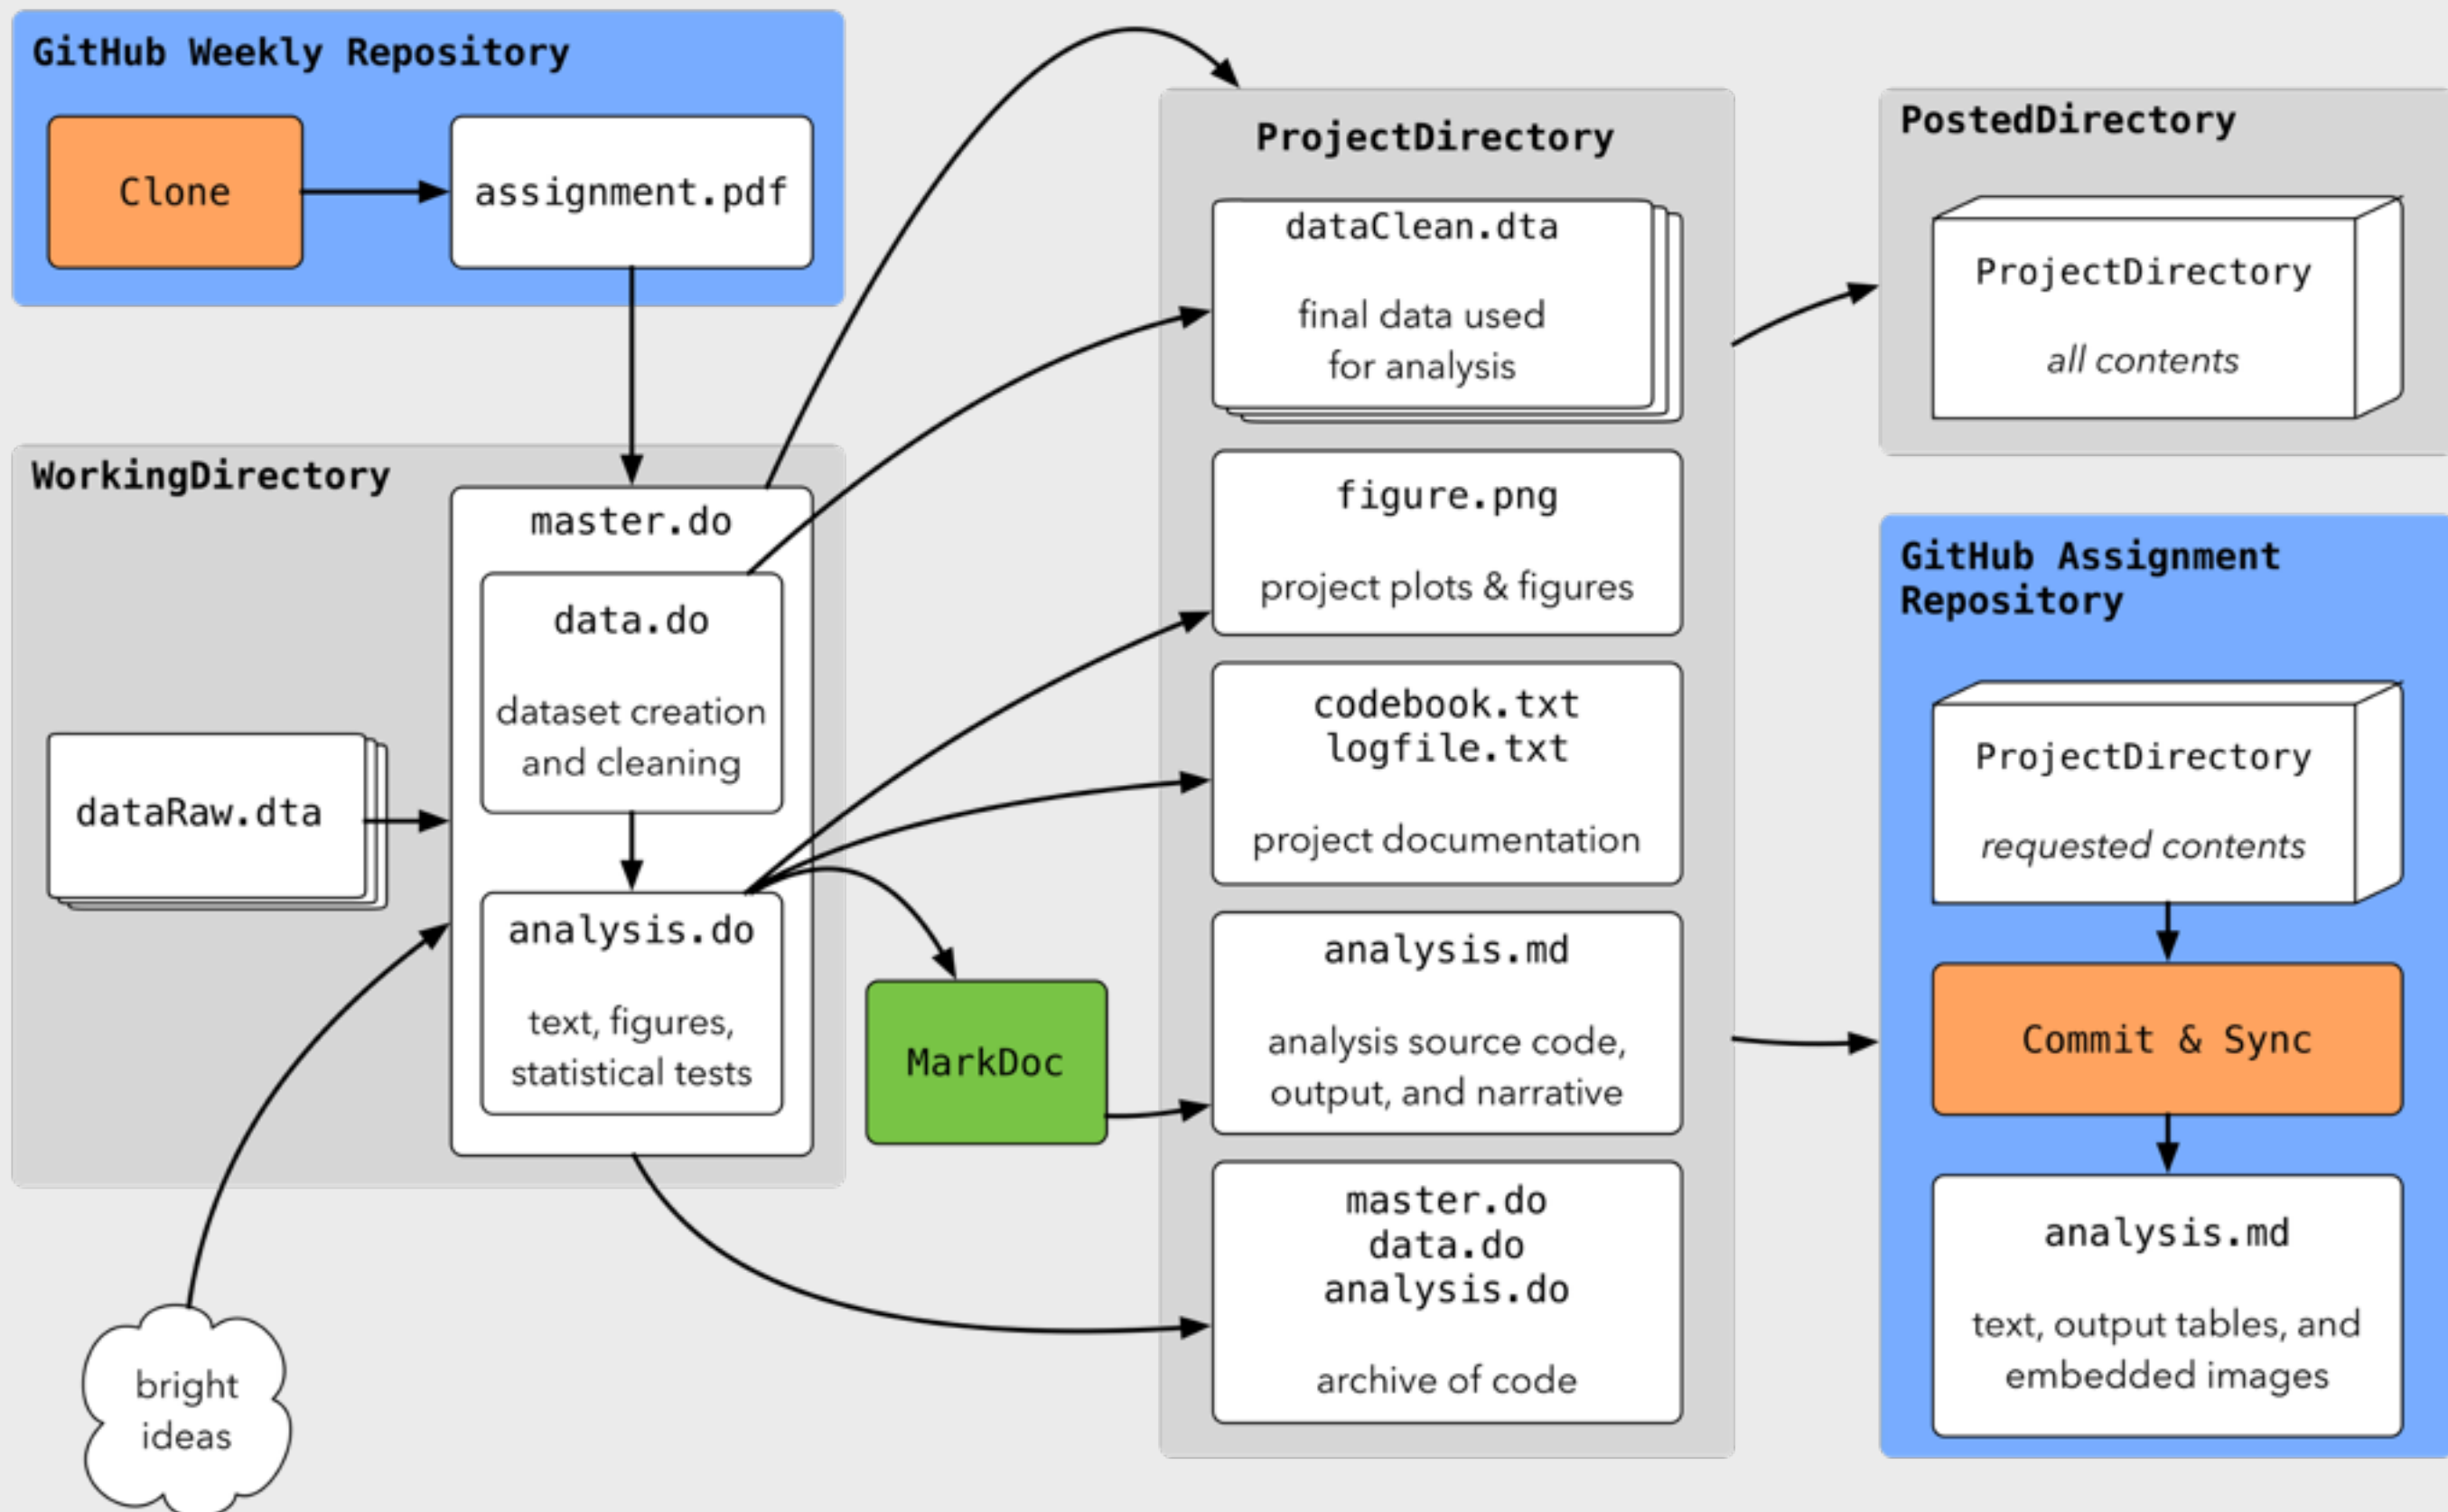 GitHub Weekly Repository
Clone
assignment.pdf
WorkingDirectory
master.do
data.do
dataset creation
and cleaning
dataRaw.dta
analysis.do
text, figures,
statistical tests
bright
ideas
MarkDoc
ProjectDirectory
dataClean.dta
final data used
for analysis
figure.png
project plots & figures
codebook.txt
logfile.txt
project documentation
analysis.md
analysis source code,
output, and narrative
master.do
data.do
analysis.do
archive of code
PostedDirectory
ProjectDirectory
all contents
GitHub Assignment
Repository
ProjectDirectory
requested contents
Commit & Sync
analysis.md
text, output tables, and
embedded images